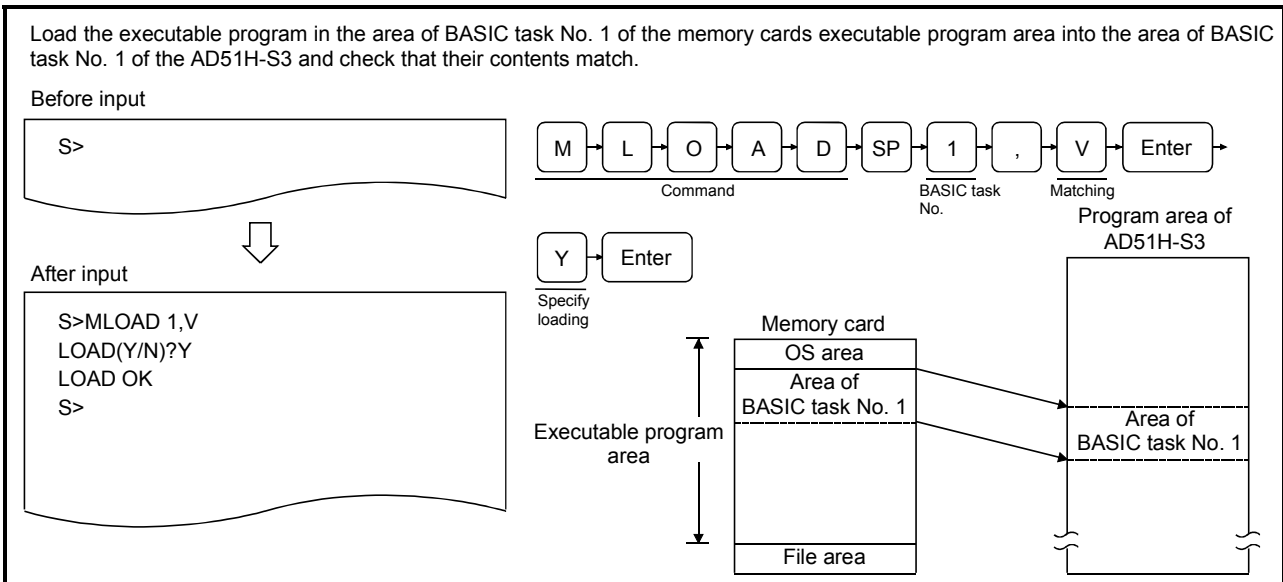 Load the executable program in the area of BASIC task No. 1 of the memory cards executable program area into the area of BASIC
task No. 1 of the AD51H-S3 and check that their contents match.
Before input
S>
M L O A D SP 1 , V Enter
Command
BASIC task
No.
Matching
Y Enter
Specify
loading
After input
S>MLOAD 1,V
LOAD(Y/N)?Y
LOAD OK
S>
Memory card
OS area
Area of
BASIC task No. 1
Executable program
area
File area
Program area of
AD51H-S3
Area of
BASIC task No. 1